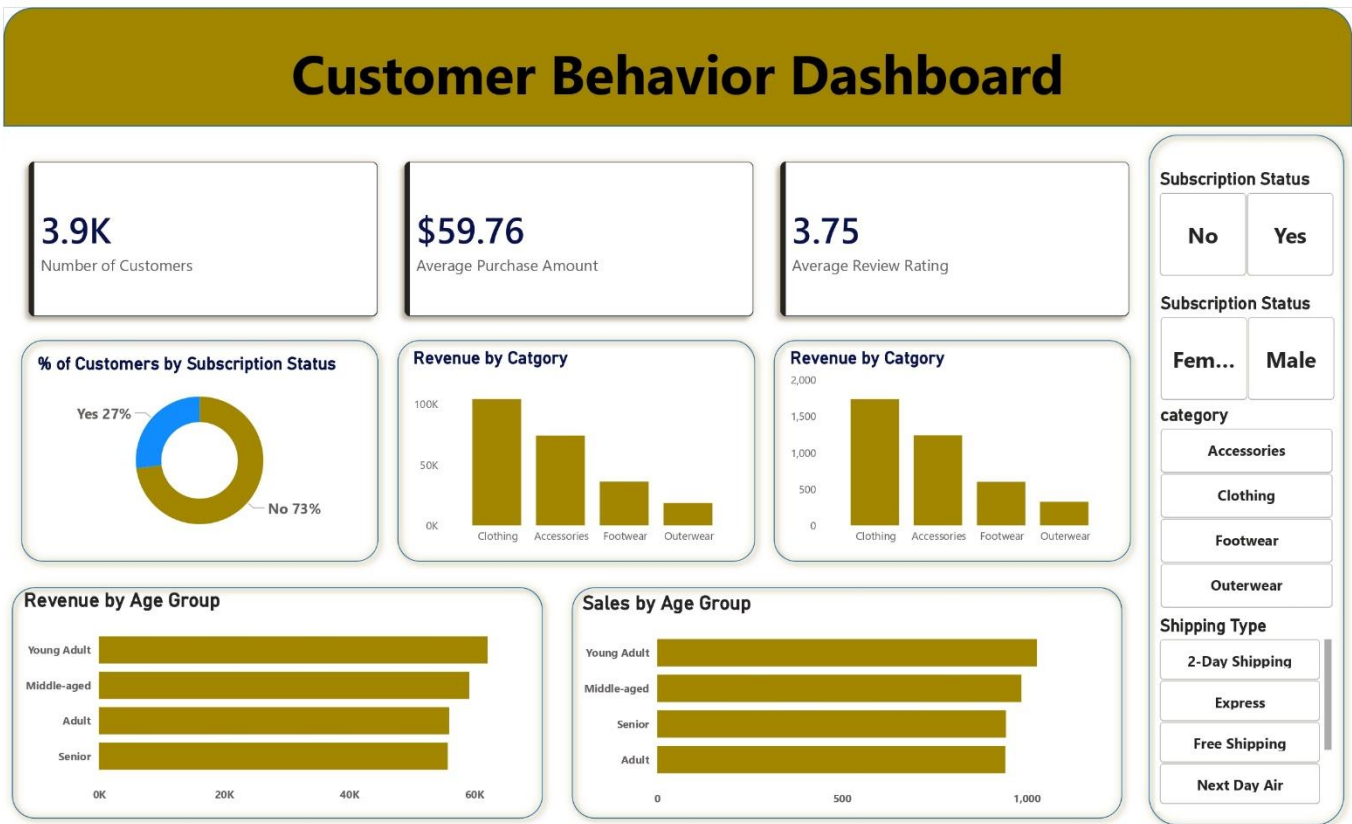 Customer Behavior Dashboard
3.9K
Number of Customers
$59.76
Average Purchase Amount
3.75
Average Review Rating
% of Customers by Subscription Status
Yes 27%
No 73%
Revenue by Catgory
100K
50K
0K
Clothing Accessories Footwear Outerwear
Revenue by Catgory
2,000
1,500
1,000
500
0
Clothing Accessories Footwear Outerwear
Revenue by Age Group
Young Adult
Middle-aged
Adult
Senior
0K 20K 40K 60K
Sales by Age Group
Young Adult
Middle-aged
Senior
Adult
0 500 1,000
Subscription Status
No Yes
Subscription Status
Fem... Male
category
Accessories
Clothing
Footwear
Outerwear
Shipping Type
2-Day Shipping
Express
Free Shipping
Next Day Air